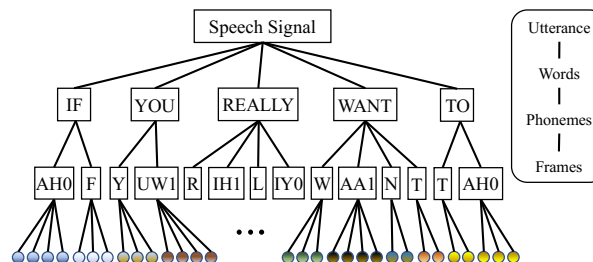 Speech Signal
IF YOU REALLY WANT TO
AH0 F Y UW1 R IH1 L IY0 W AA1 N T T AH0
...
Utterance
Words
Phonemes
Frames